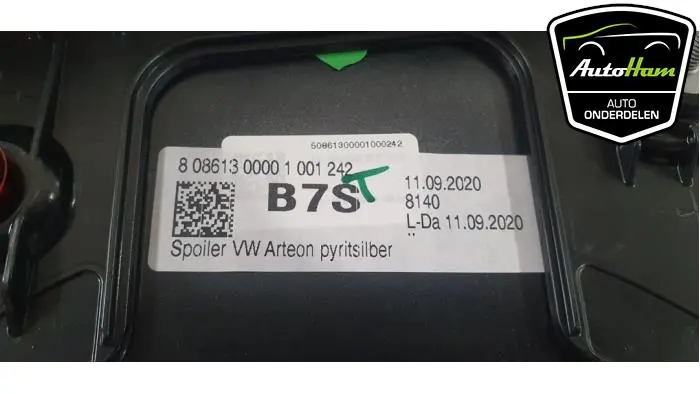 AutoHam
AUTO
ONDERDELEN
50861300001000242
8 08613 0000 1 001 242
B7S
T
11.09.2020
8140
L-Da 11.09.2020
Spoiler VW Arteon pyritsilber